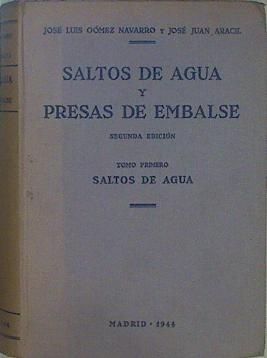 JOSE LUIS GÓMEZ NAVARRO Y JOSÉ JUAN ARACIL
SALTOS DE AGUA
Y
PRESAS DE EMBALSE
SEGUNDA EDICIÓN
TOMO PRIMERO
SALTOS DE AGUA
MADRID · 1944